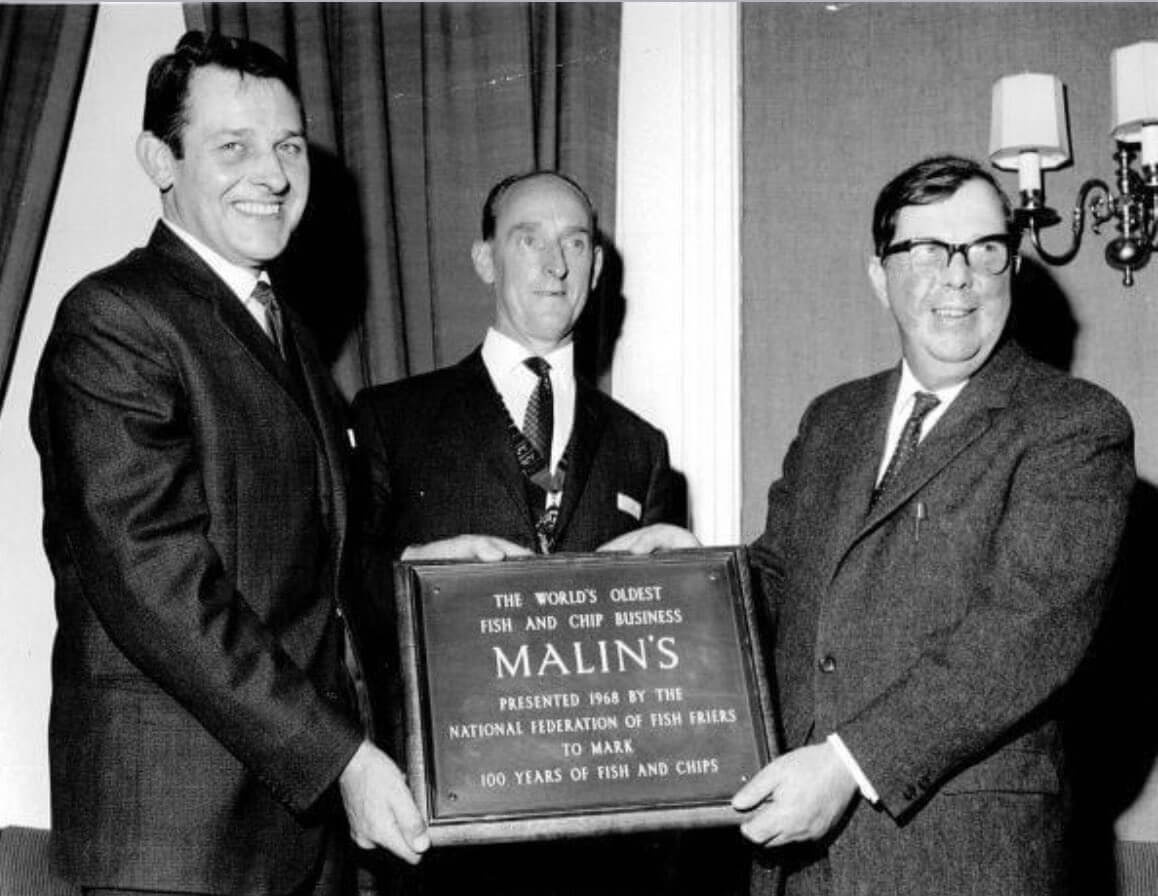 THE WORLD'S OLDEST
FISH AND CHIP BUSINESS
MALIN'S
PRESENTED 1968 BY THE
NATIONAL FEDERATION OF FISH FRIERS
TO MARK
100 YEARS OF FISH AND CHIPS